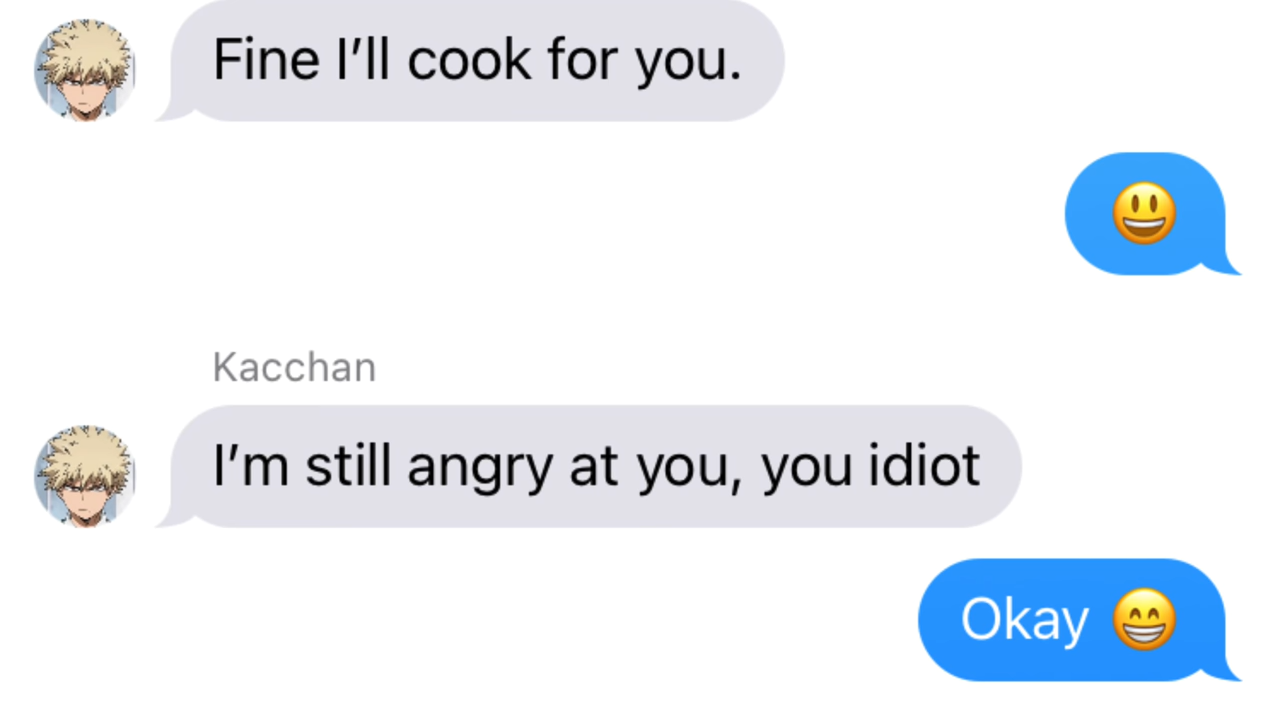 Fine I’ll cook for you.
😃
Kacchan
I’m still angry at you, you idiot
Okay 😁